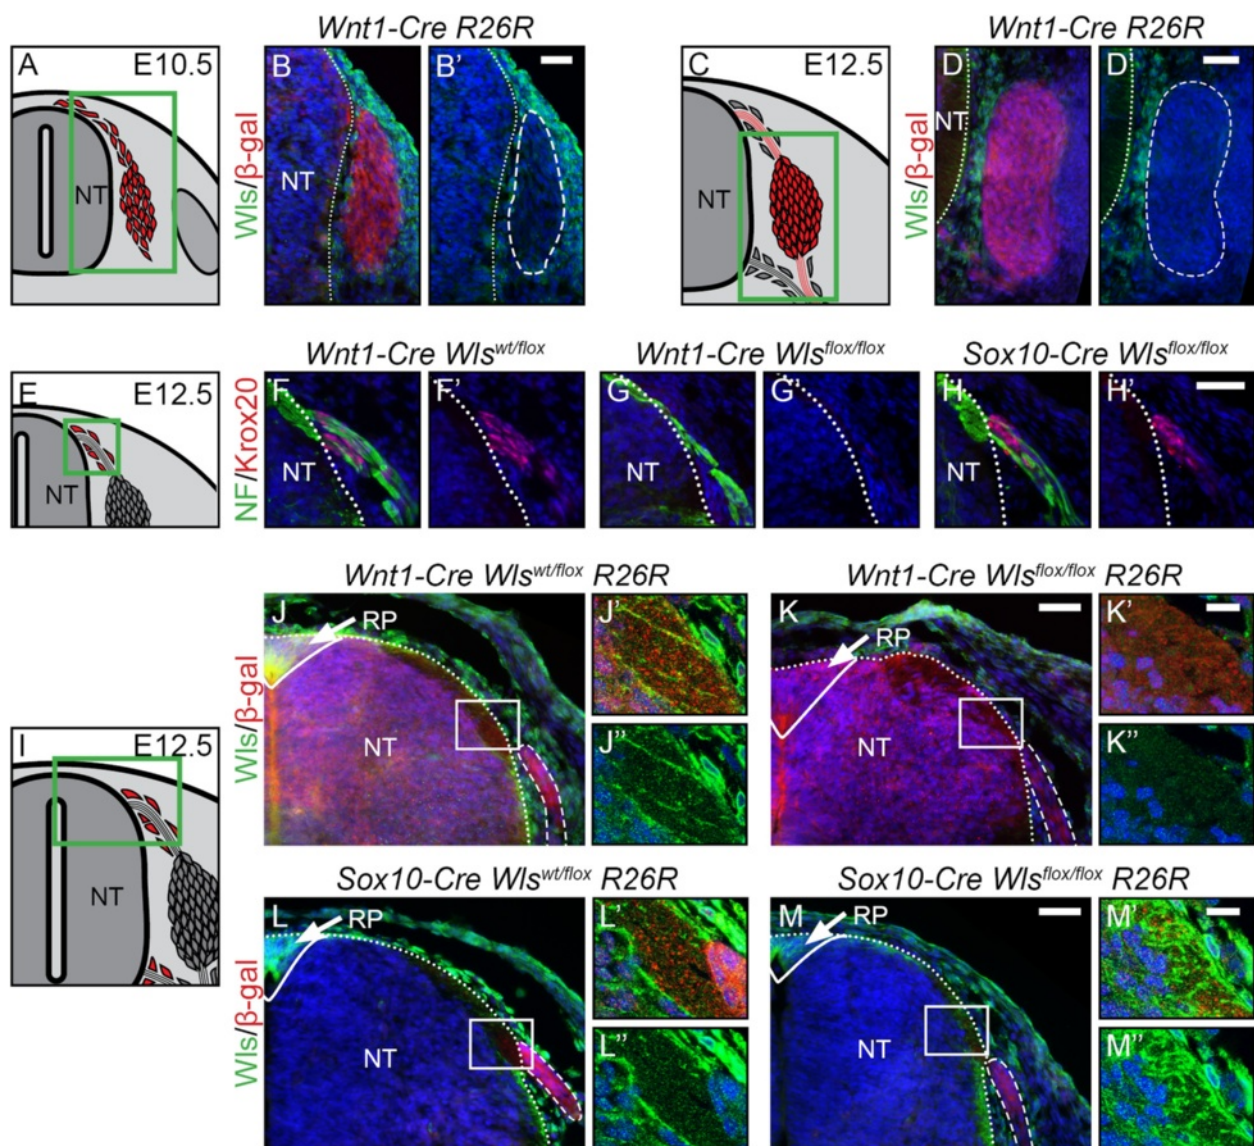 Wnt1-Cre R26R
Wnt1-Cre R26R
A E10.5
NT
Wls/β-gal
B
NT
B'
C E12.5
NT
Wls/β-gal
D
NT
D'
Wnt1-Cre Wls^wt/flox
Wnt1-Cre Wls^flox/flox
Sox10-Cre Wls^flox/flox
E E12.5
NT
NF/Krox20
F
NT
F'
G
NT
G'
H
NT
H'
Wnt1-Cre Wls^wt/flox R26R
Wnt1-Cre Wls^flox/flox R26R
Wls/β-gal
J
RP
NT
J'
J"
K
RP
NT
K'
K"
I E12.5
NT
Sox10-Cre Wls^wt/flox R26R
Sox10-Cre Wls^flox/flox R26R
Wls/β-gal
L
RP
NT
L'
L"
M
RP
NT
M'
M"